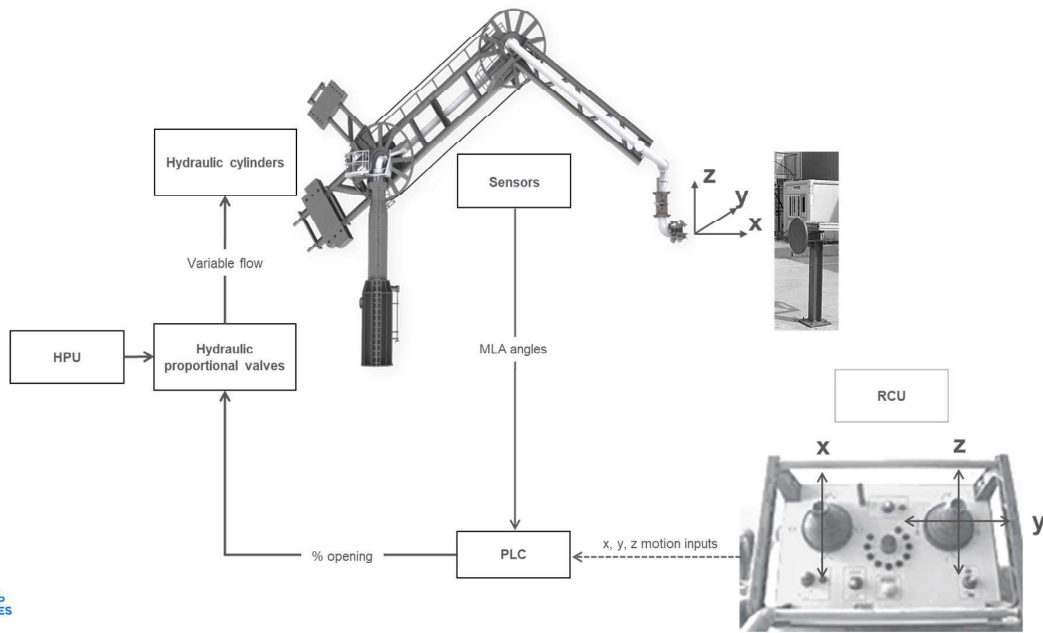 Hydraulic cylinders
Sensors
z
y
x
Variable flow
HPU
Hydraulic
proportional valves
MLA angles
RCU
x
z
y
% opening
PLC
x, y, z motion inputs